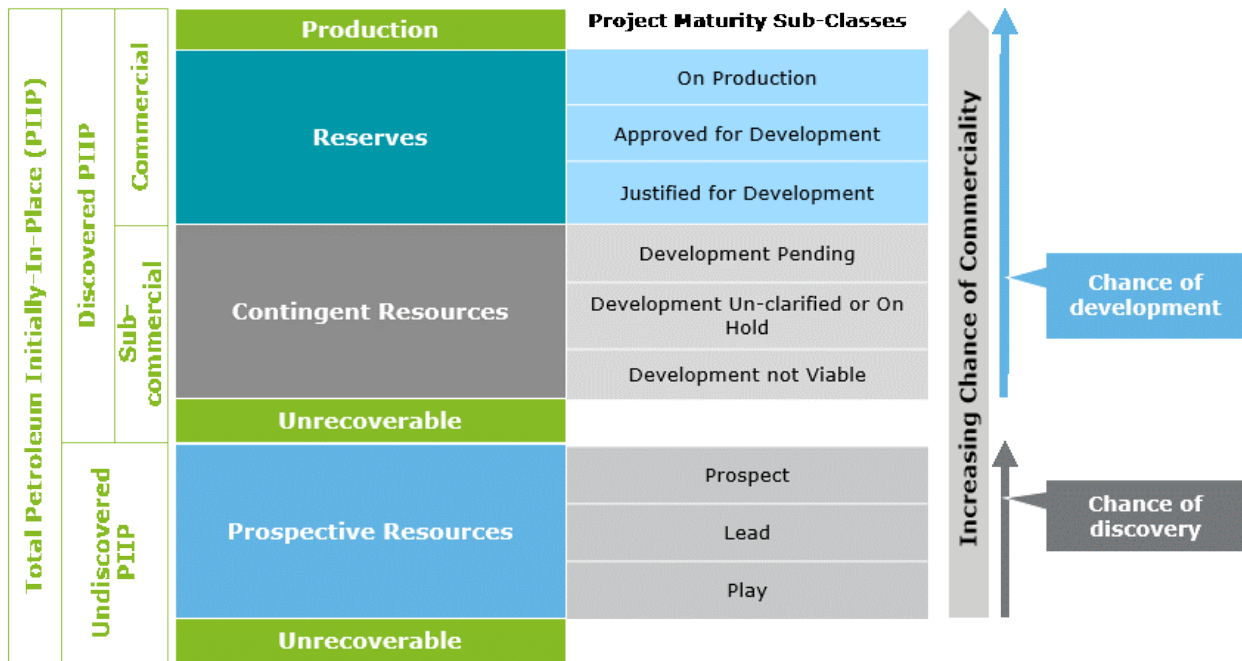 Total Petroleum Initially-In-Place (PIIP)
Discovered PIIP
Commercial
Sub-
commercial
Undiscovered
PIIP
Production
Reserves
Contingent Resources
Unrecoverable
Prospective Resources
Unrecoverable
Project Maturity Sub-Classes
On Production
Approved for Development
Justified for Development
Development Pending
Development Un-clarified or On
Hold
Development not Viable
Prospect
Lead
Play
Increasing Chance of Commerciality
Chance of
development
Chance of
discovery